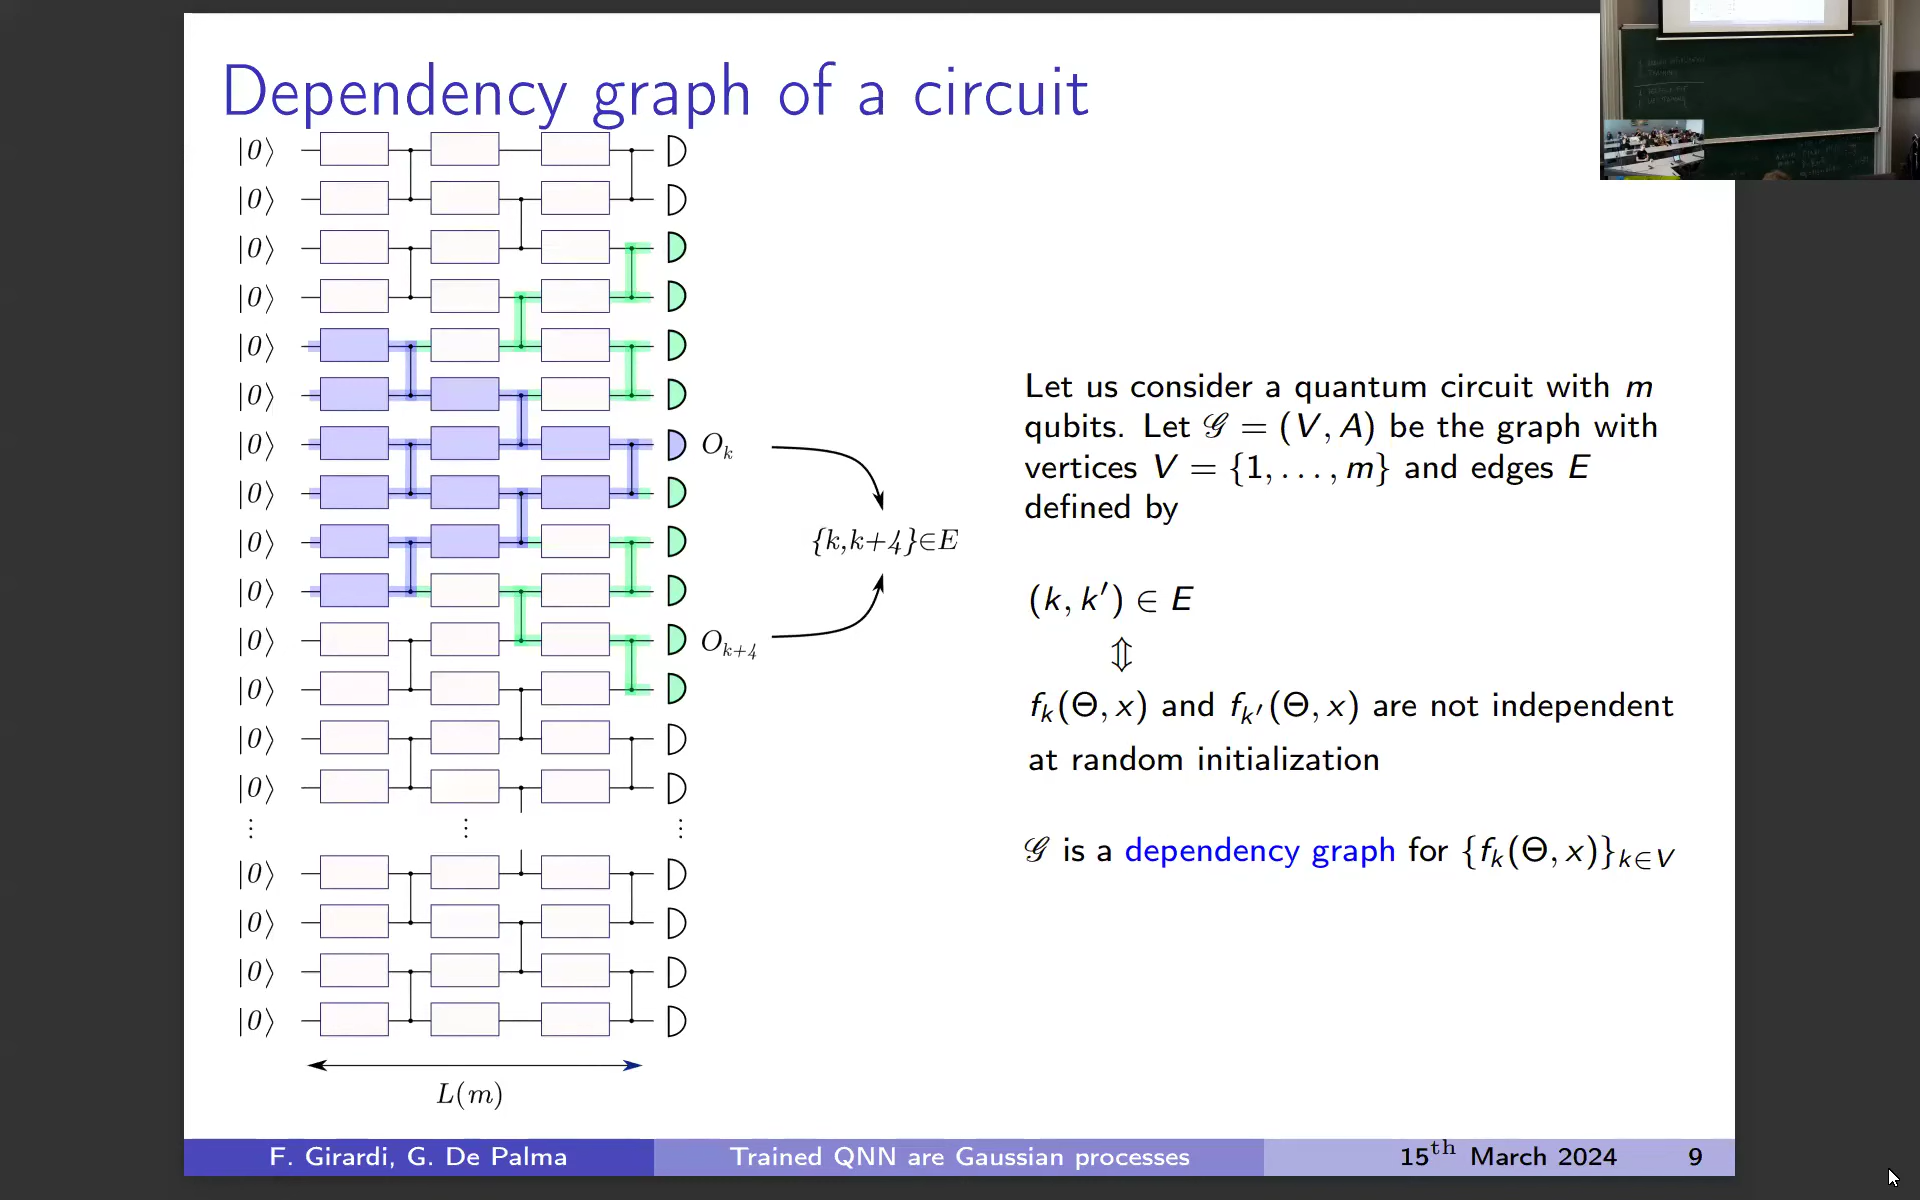 Dependency graph of a circuit
|0⟩
|0⟩
|0⟩
|0⟩
|0⟩
|0⟩
|0⟩ O_k
|0⟩
{k,k+4}∈E
|0⟩
|0⟩
|0⟩ O_{k+4}
|0⟩
|0⟩
|0⟩
⋮ ⋮ ⋮
|0⟩
|0⟩
|0⟩
|0⟩
L(m)
Let us consider a quantum circuit with m
qubits. Let 𝒢 = (V, A) be the graph with
vertices V = {1, . . . , m} and edges E
defined by
(k, k′) ∈ E
⇕
f_k(Θ, x) and f_{k′}(Θ, x) are not independent
at random initialization
𝒢 is a dependency graph for {f_k(Θ, x)}_{k∈V}
F. Girardi, G. De Palma
Trained QNN are Gaussian processes
15th March 2024
9